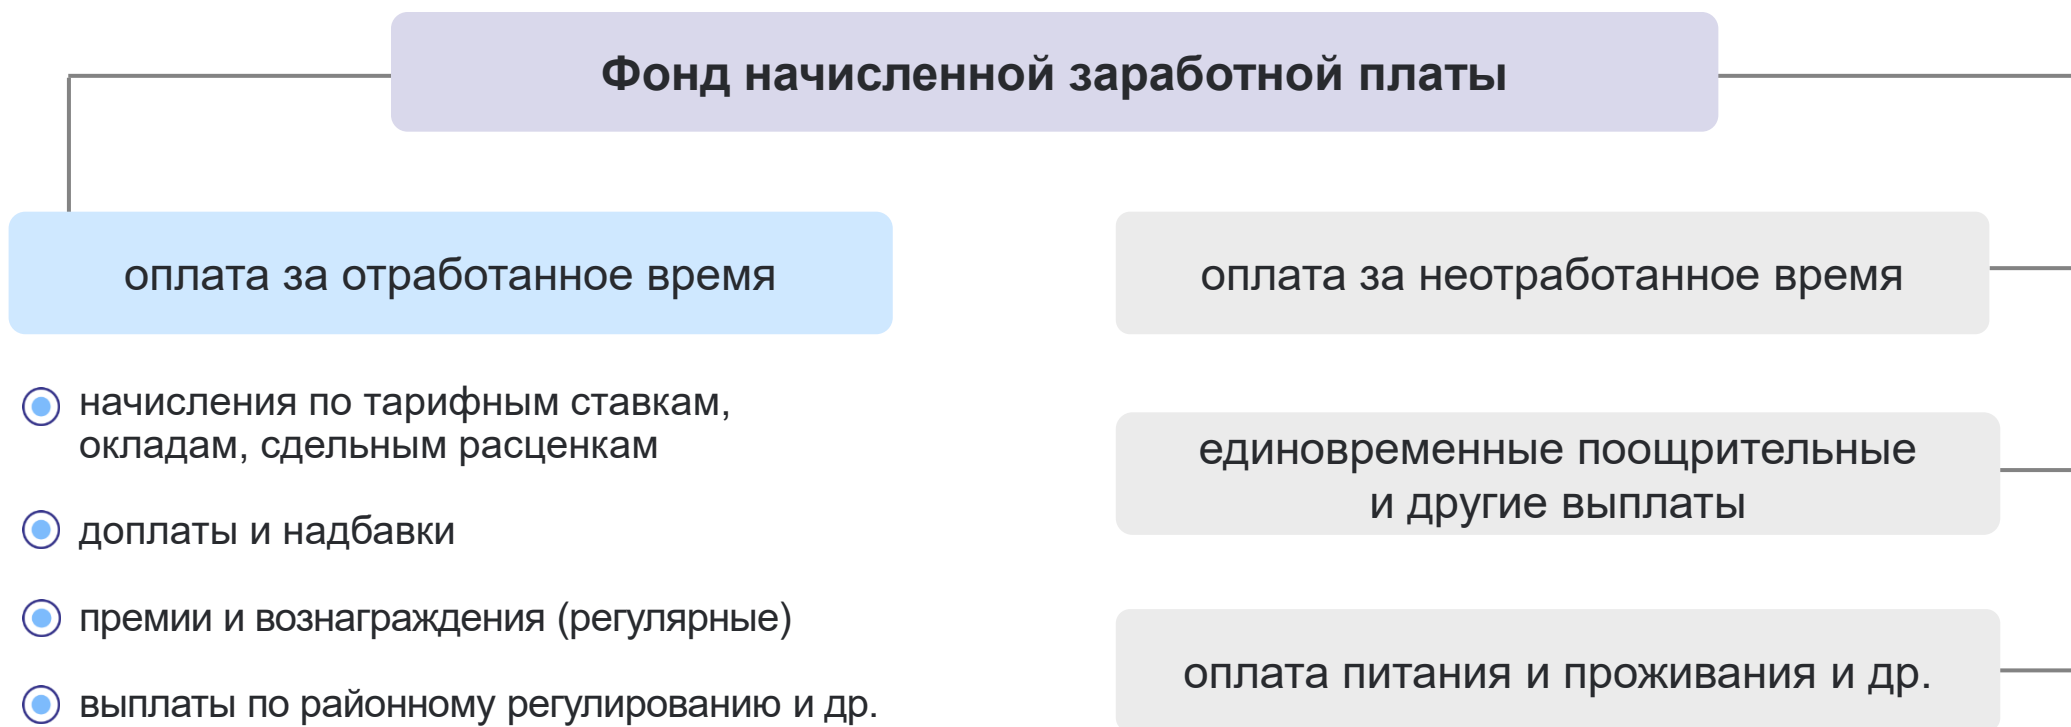 Фонд начисленной заработной платы
оплата за отработанное время
начисления по тарифным ставкам,
окладам, сдельным расценкам
доплаты и надбавки
премии и вознаграждения (регулярные)
выплаты по районному регулированию и др.
оплата за неотработанное время
единовременные поощрительные
и другие выплаты
оплата питания и проживания и др.